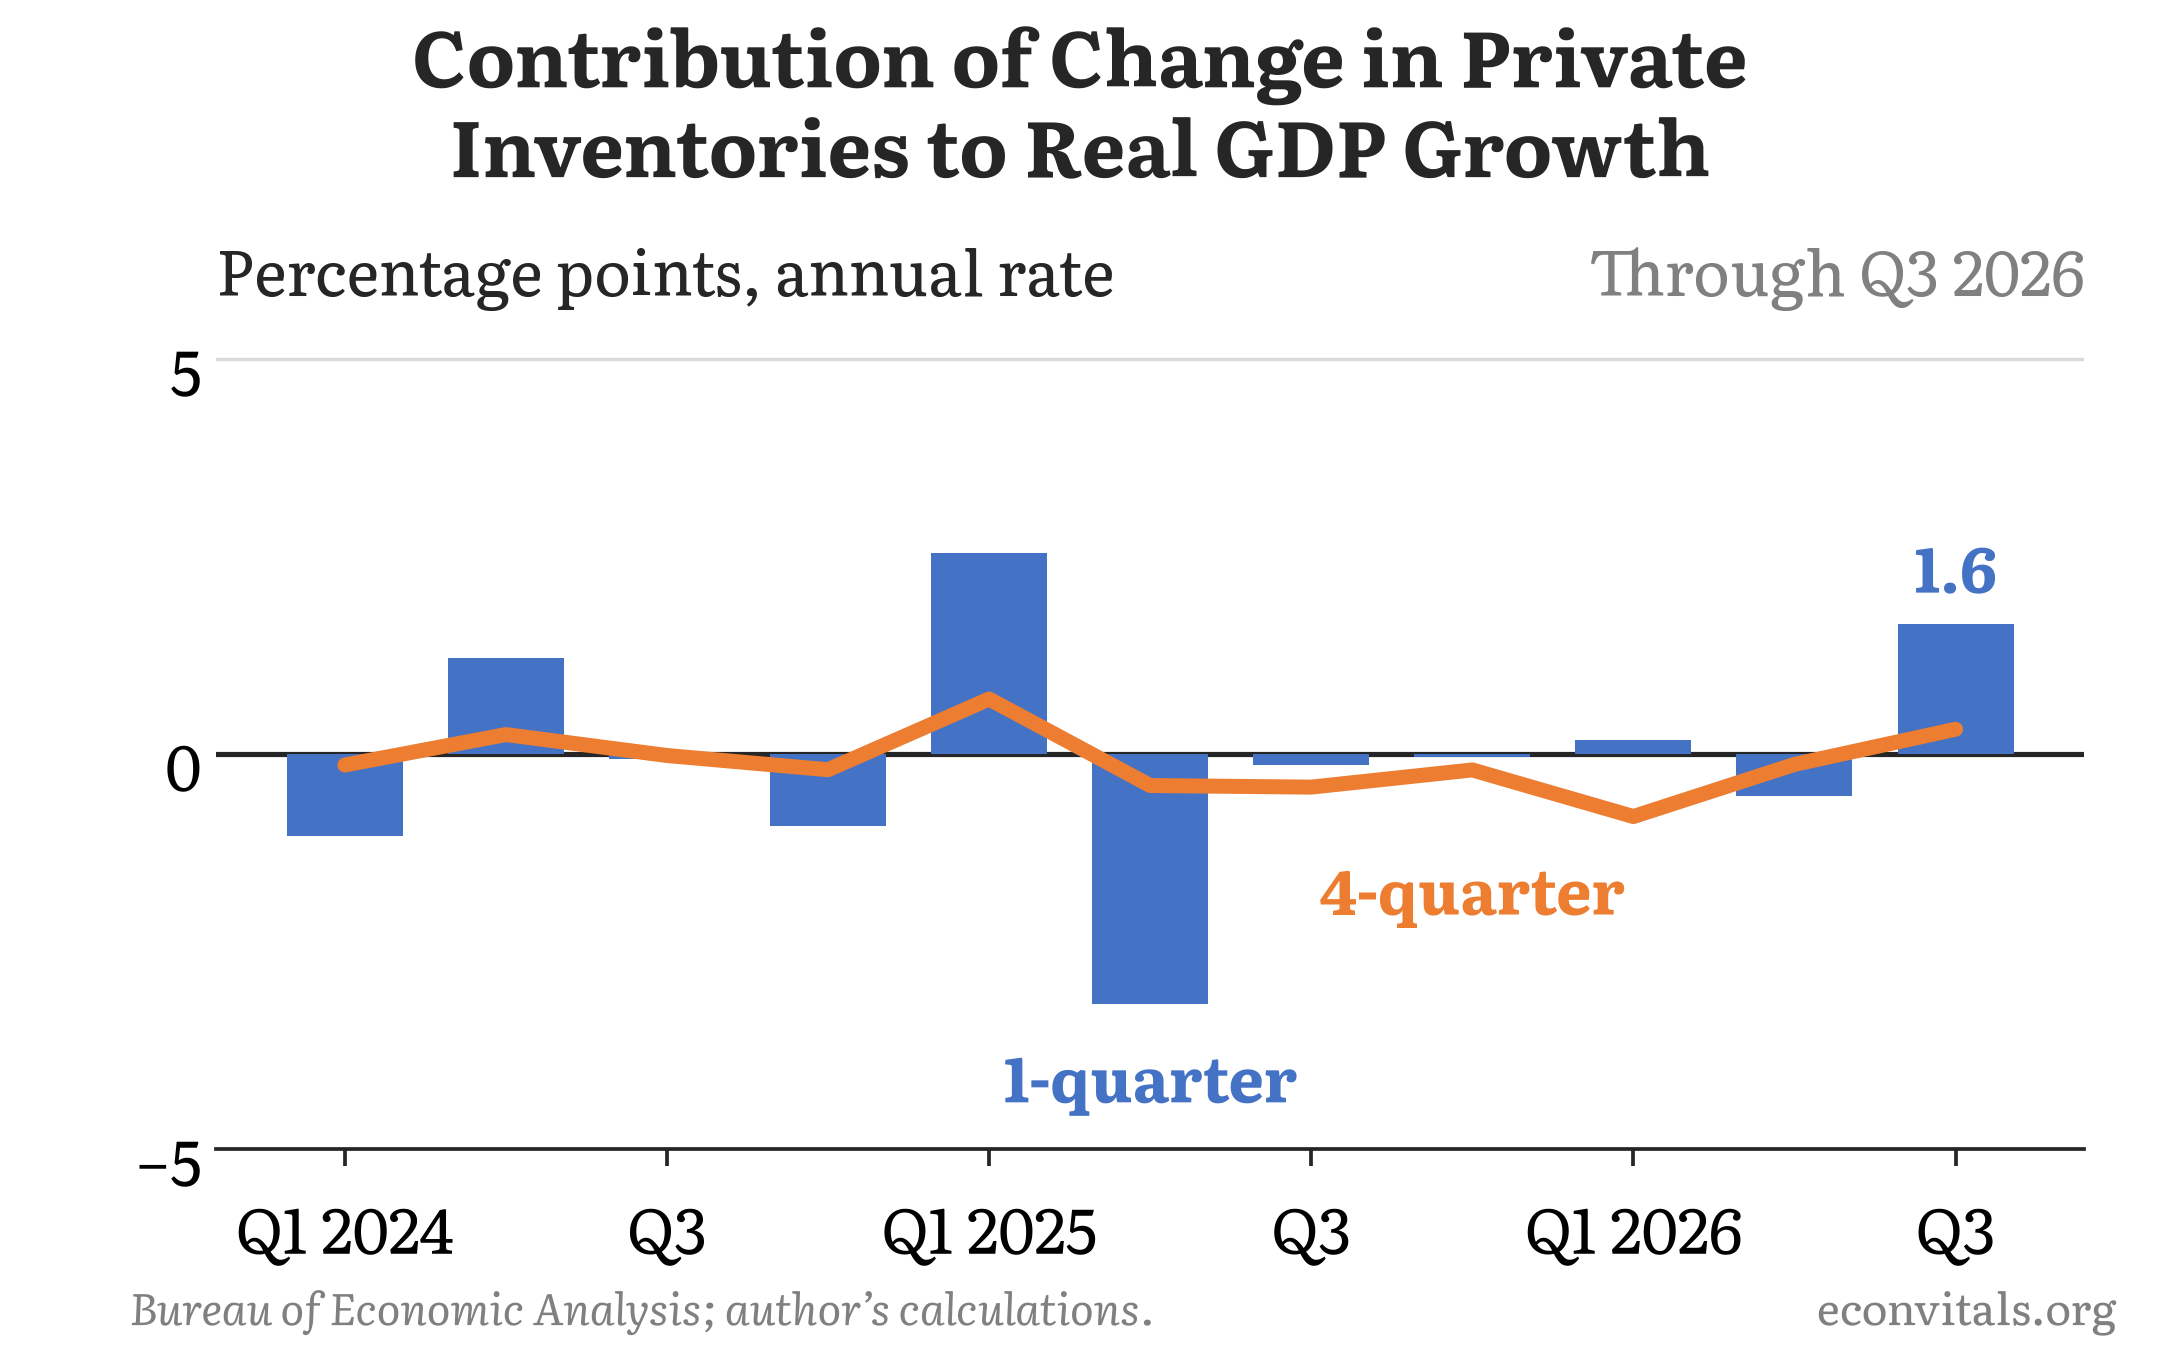 Contribution of Change in Private
Inventories to Real GDP Growth
Percentage points, annual rate
Through Q3 2026
5
1.6
0
4-quarter
1-quarter
−5
Q1 2024
Q3
Q1 2025
Q3
Q1 2026
Q3
Bureau of Economic Analysis; author’s calculations.
econvitals.org